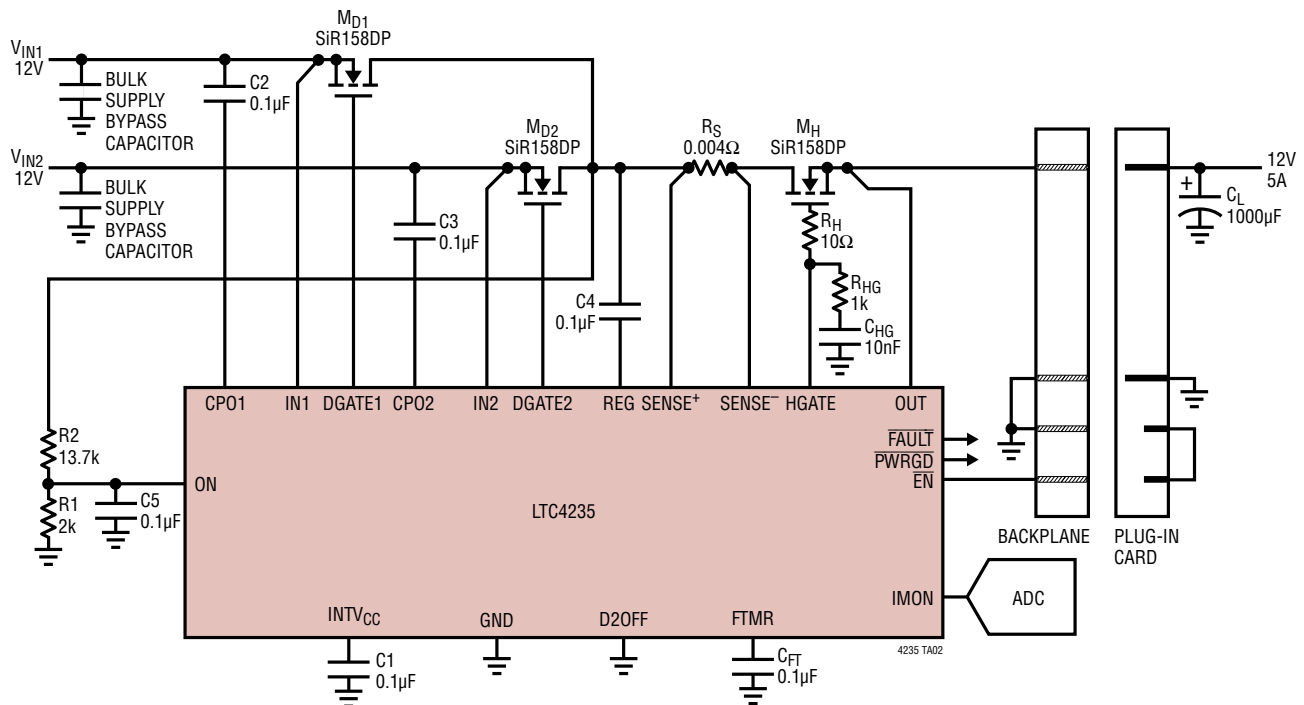 MD1
SiR158DP
VIN1
12V
BULK
SUPPLY
BYPASS
CAPACITOR
C2
0.1µF
MD2
SiR158DP
RS
0.004Ω
MH
SiR158DP
VIN2
12V
BULK
SUPPLY
BYPASS
CAPACITOR
C3
0.1µF
RH
10Ω
12V
5A
+
CL
1000µF
C4
0.1µF
RHG
1k
CHG
10nF
CPO1
IN1
DGATE1
CPO2
IN2
DGATE2
REG
SENSE+
SENSE−
HGATE
OUT
FAULT
PWRGD
EN
R2
13.7k
ON
R1
2k
C5
0.1µF
LTC4235
BACKPLANE
PLUG-IN
CARD
IMON
ADC
INTVCC
GND
D2OFF
FTMR
4235 TA02
C1
0.1µF
CFT
0.1µF